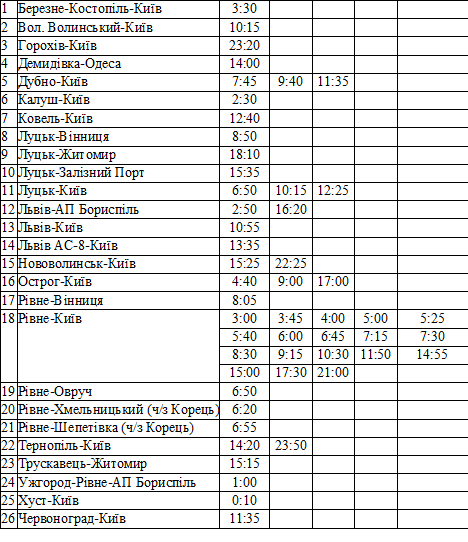 1 Березне-Костопіль-Київ 3:30
2 Вол. Волинський-Київ 10:15
3 Горохів-Київ 23:20
4 Демидівка-Одеса 14:00
5 Дубно-Київ 7:45 9:40 11:35
6 Калуш-Київ 2:30
7 Ковель-Київ 12:40
8 Луцьк-Вінниця 8:50
9 Луцьк-Житомир 18:10
10 Луцьк-Залізний Порт 15:35
11 Луцьк-Київ 6:50 10:15 12:25
12 Львів-АП Бориспіль 2:50 16:20
13 Львів-Київ 10:55
14 Львів АС-8-Київ 13:35
15 Нововолинськ-Київ 15:25 22:25
16 Острог-Київ 4:40 9:00 17:00
17 Рівне-Вінниця 8:05
18 Рівне-Київ 3:00 3:45 4:00 5:00 5:25
5:40 6:00 6:45 7:15 7:30
8:30 9:15 10:30 11:50 14:55
15:00 17:30 21:00
19 Рівне-Овруч 6:50
20 Рівне-Хмельницький (ч/з Корець) 6:20
21 Рівне-Шепетівка (ч/з Корець) 6:55
22 Тернопіль-Київ 14:20 23:50
23 Трускавець-Житомир 15:15
24 Ужгород-Рівне-АП Бориспіль 1:00
25 Хуст-Київ 0:10
26 Червоноград-Київ 11:35